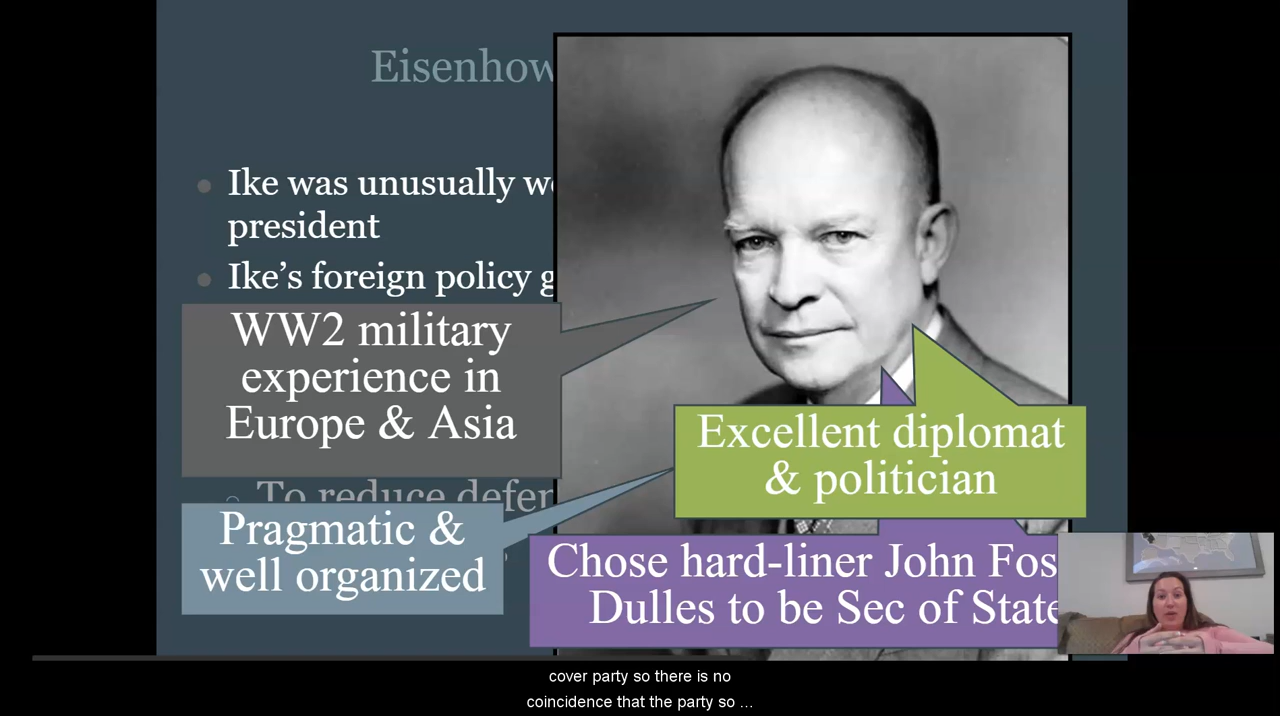 Eisenhow
Ike was unusually we
president
Ike's foreign policy g
WW2 military
experience in
Europe & Asia
Excellent diplomat
& politician
To reduce defen
Pragmatic &
well organized
Chose hard-liner John Fos
Dulles to be Sec of State
cover party so there is no
coincidence that the party so ...